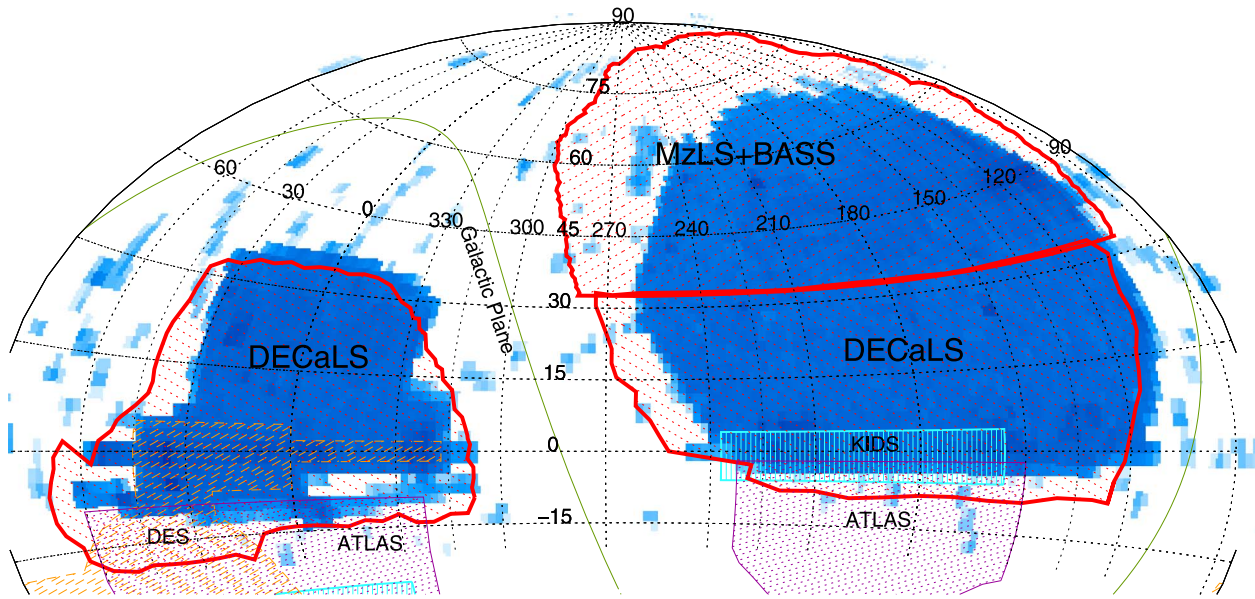 90
75
60
MzLS+BASS
90
60
30
0
330
300
45
270
240
210
180
150
120
Galactic Plane
30
DECaLS
DECaLS
15
0
KIDS
−15
DES
ATLAS
ATLAS